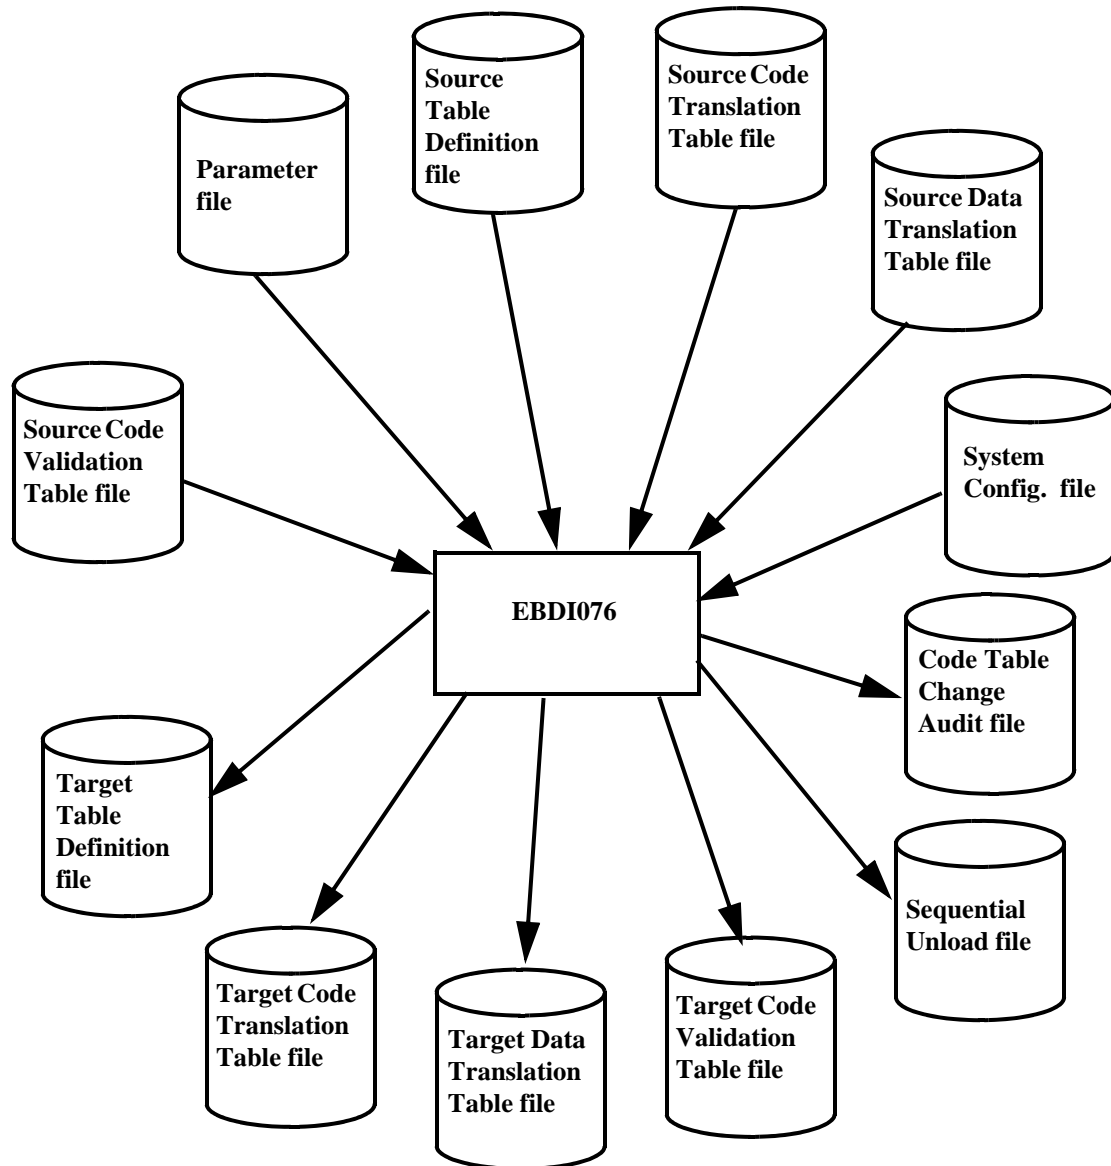 Source
Table
Definition
file
Source Code
Translation
Table file
Parameter
file
Source Data
Translation
Table file
Source Code
Validation
Table file
System
Config. file
EBDI076
Code Table
Change
Audit file
Target
Table
Definition
file
Sequential
Unload file
Target Code
Translation
Table file
Target Data
Translation
Table file
Target Code
Validation
Table file